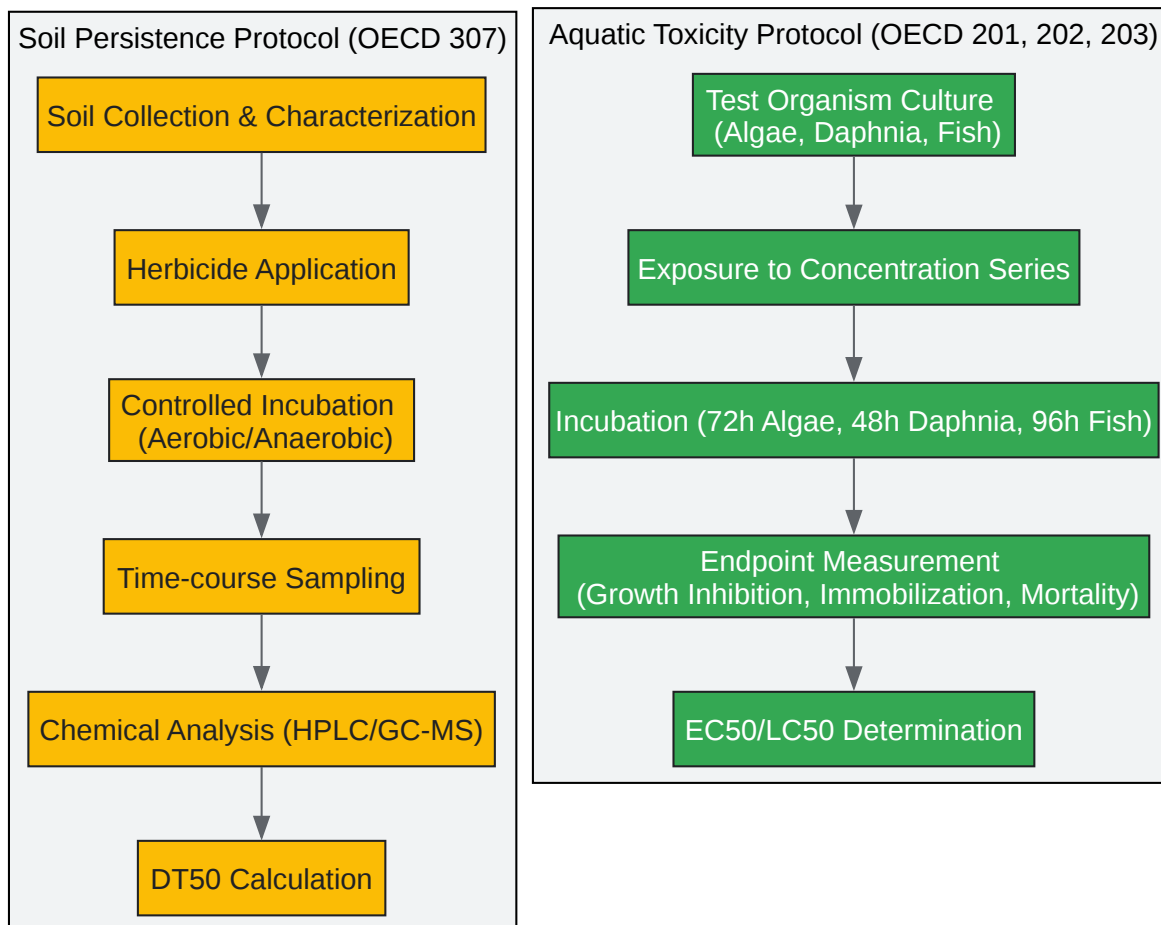 Soil Persistence Protocol (OECD 307)
Soil Collection & Characterization
Herbicide Application
Controlled Incubation
(Aerobic/Anaerobic)
Time-course Sampling
Chemical Analysis (HPLC/GC-MS)
DT50 Calculation
Aquatic Toxicity Protocol (OECD 201, 202, 203)
Test Organism Culture
(Algae, Daphnia, Fish)
Exposure to Concentration Series
Incubation (72h Algae, 48h Daphnia, 96h Fish)
Endpoint Measurement
(Growth Inhibition, Immobilization, Mortality)
EC50/LC50 Determination